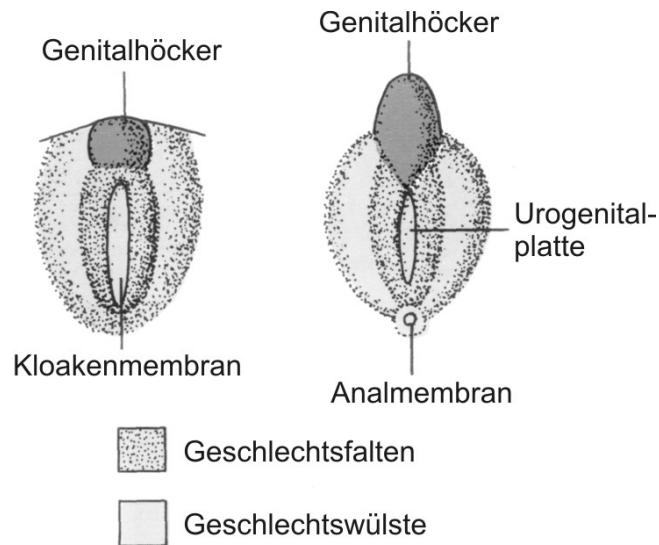 Genitalhöcker
Genitalhöcker
Urogenital-
platte
Kloakenmembran
Analmembran
Geschlechtsfalten
Geschlechtswülste